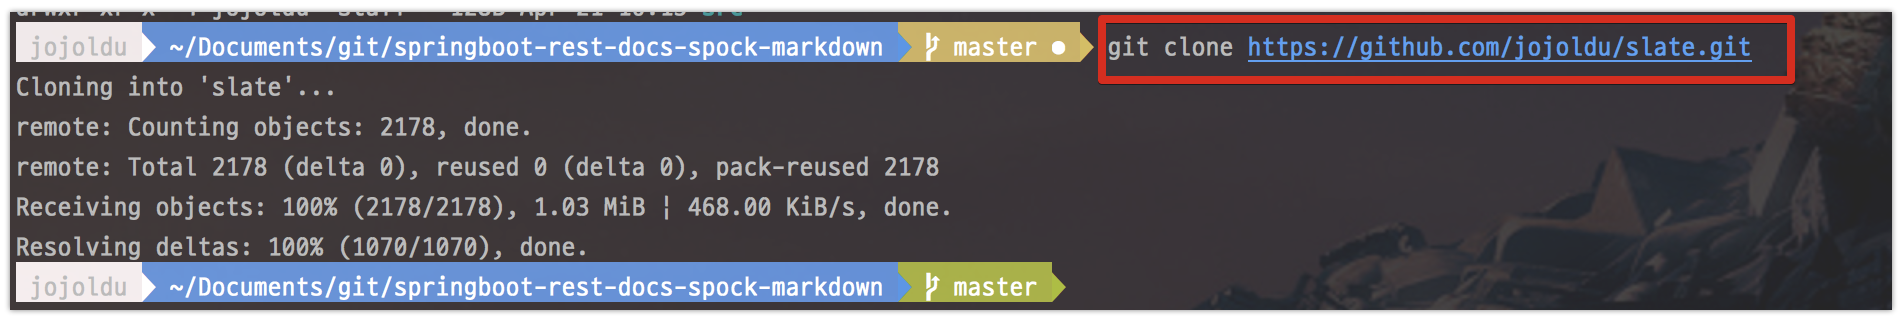 jojoldu ~/Documents/git/springboot-rest-docs-spock-markdown master ● git clone https://github.com/jojoldu/slate.git
Cloning into 'slate'...
remote: Counting objects: 2178, done.
remote: Total 2178 (delta 0), reused 0 (delta 0), pack-reused 2178
Receiving objects: 100% (2178/2178), 1.03 MiB ¦ 468.00 KiB/s, done.
Resolving deltas: 100% (1070/1070), done.
jojoldu ~/Documents/git/springboot-rest-docs-spock-markdown master